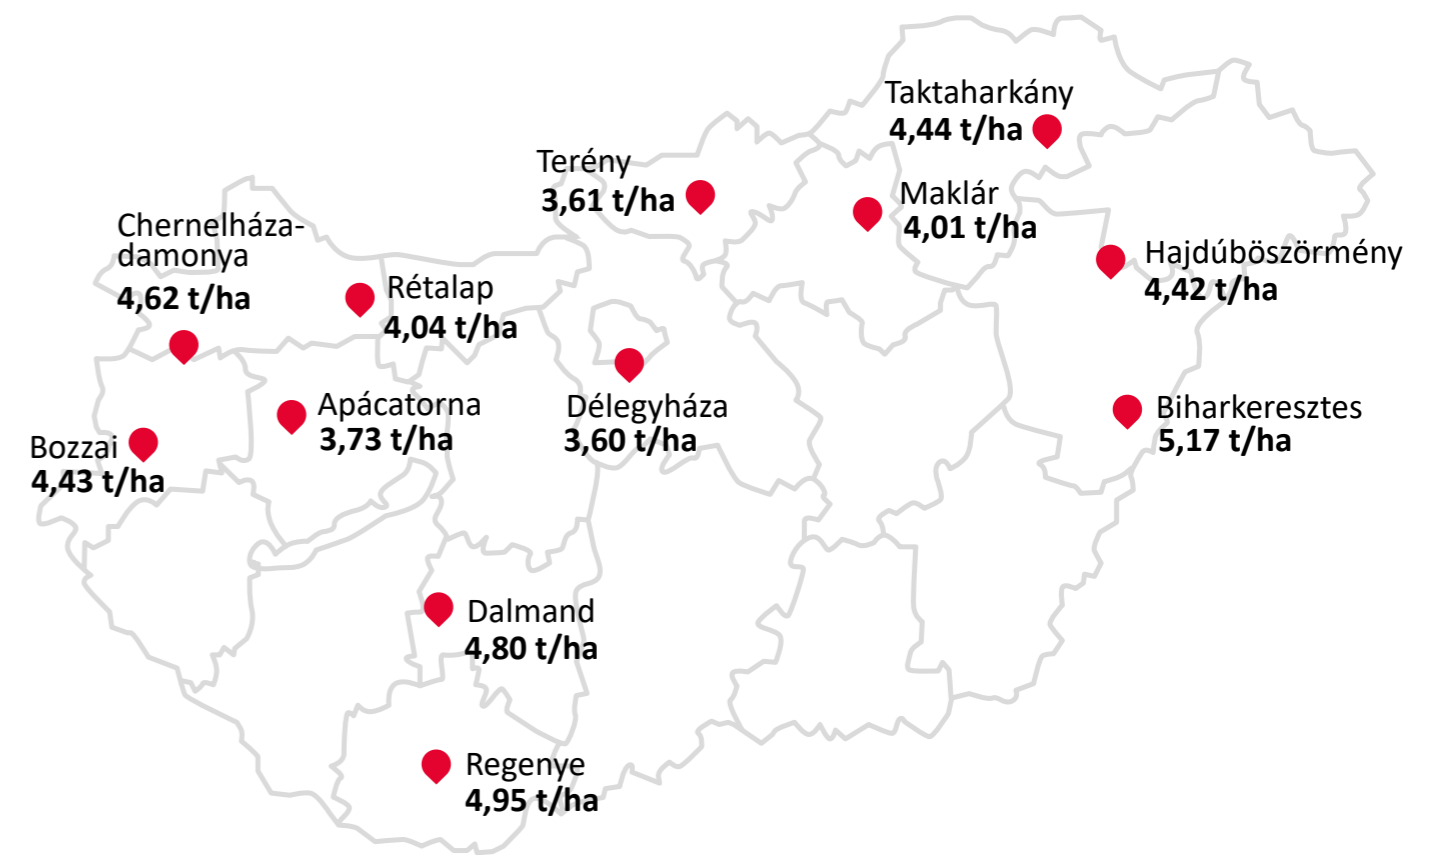 Taktaharkány
4,44 t/ha
Terény
3,61 t/ha
Maklár
4,01 t/ha
Chernelháza-
damonya
4,62 t/ha
Hajdúböszörmény
4,42 t/ha
Rétalap
4,04 t/ha
Apácatorna
3,73 t/ha
Délegyháza
3,60 t/ha
Biharkeresztes
5,17 t/ha
Bozzai
4,43 t/ha
Dalmand
4,80 t/ha
Regenye
4,95 t/ha